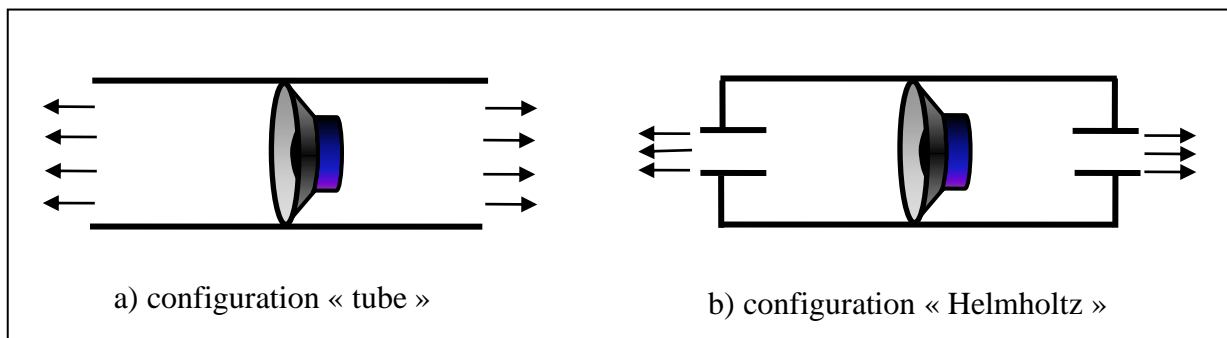 a) configuration « tube »
b) configuration « Helmholtz »